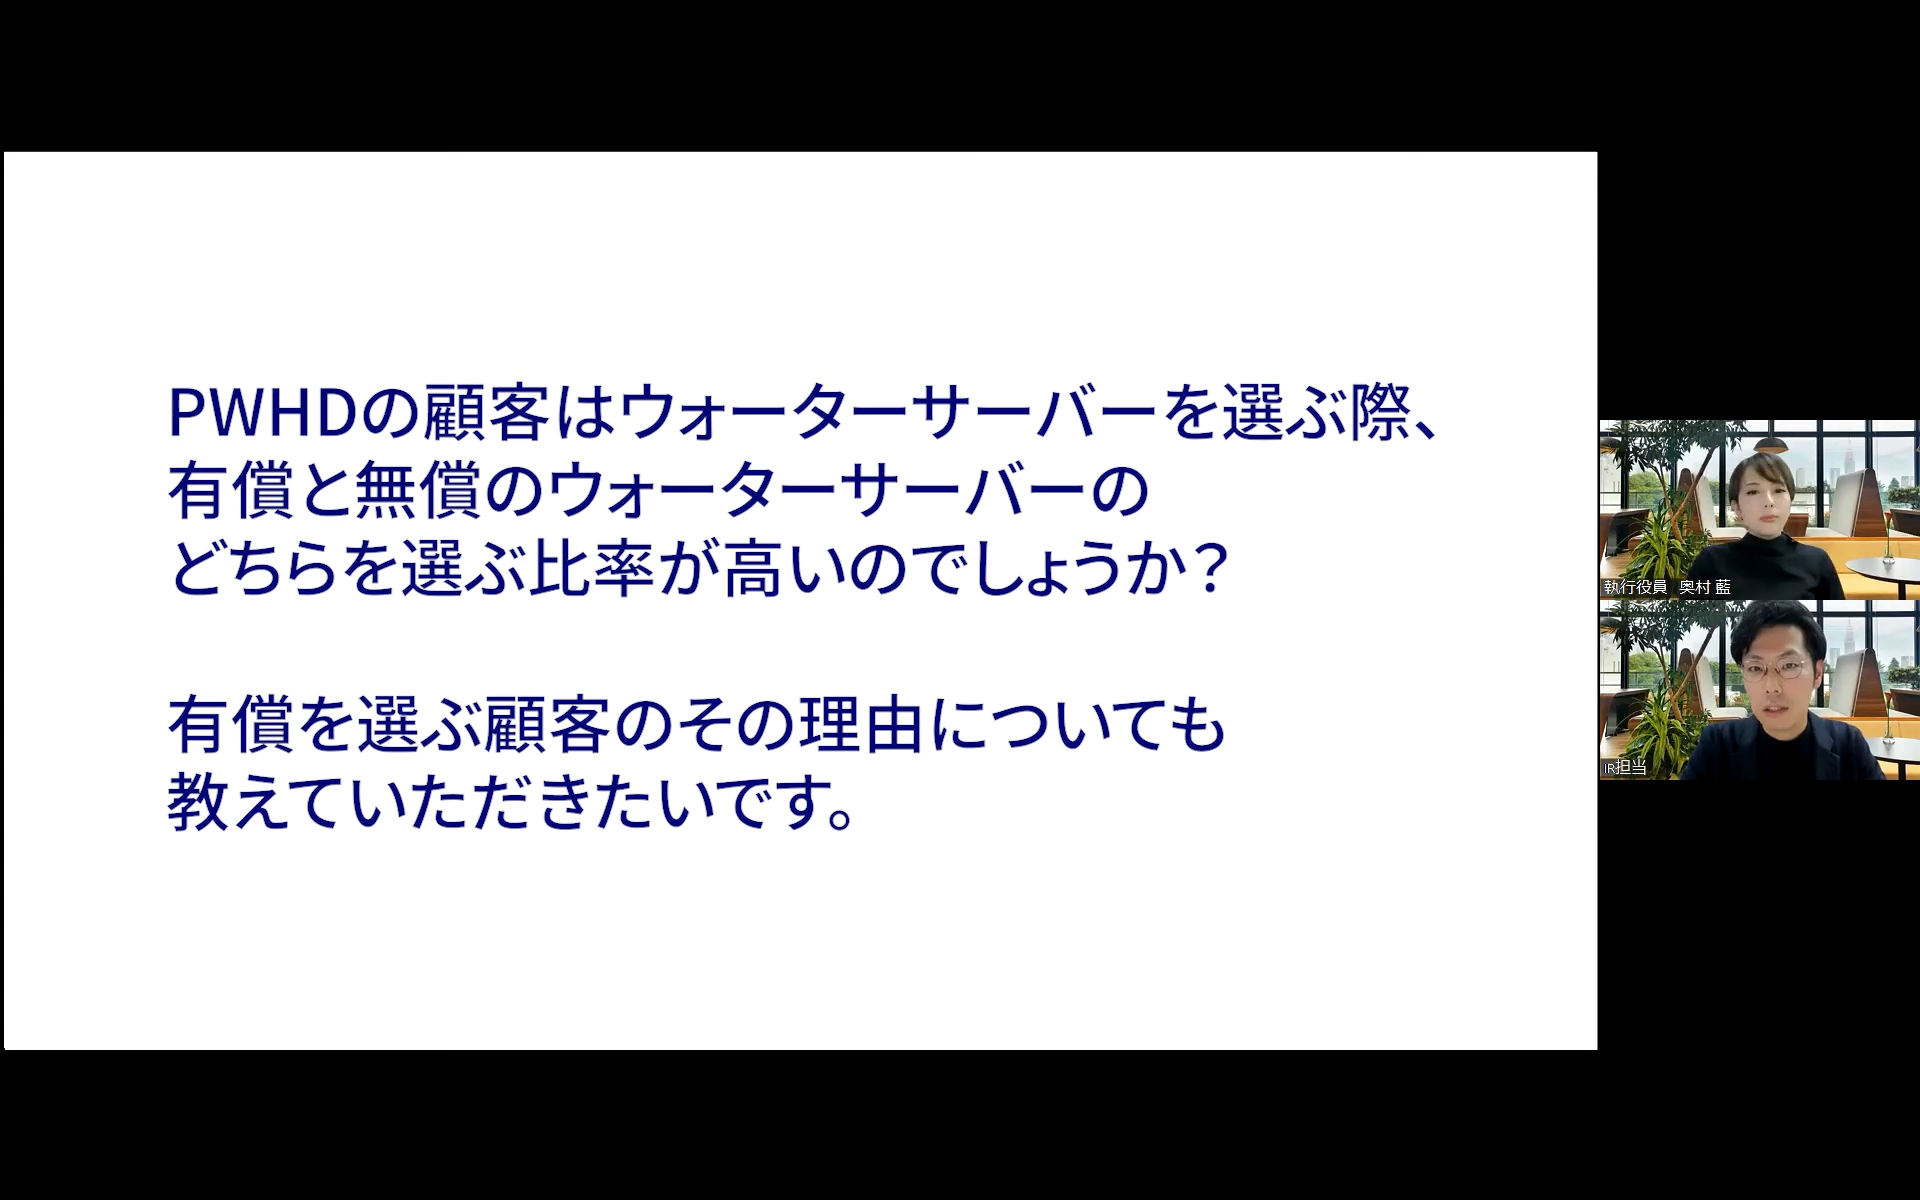 PWHDの顧客はウォーターサーバーを選ぶ際、
有償と無償のウォーターサーバーの
どちらを選ぶ比率が高いのでしょうか？
有償を選ぶ顧客のその理由についても
教えていただきたいです。
執行役員 奥村 藍
IR担当